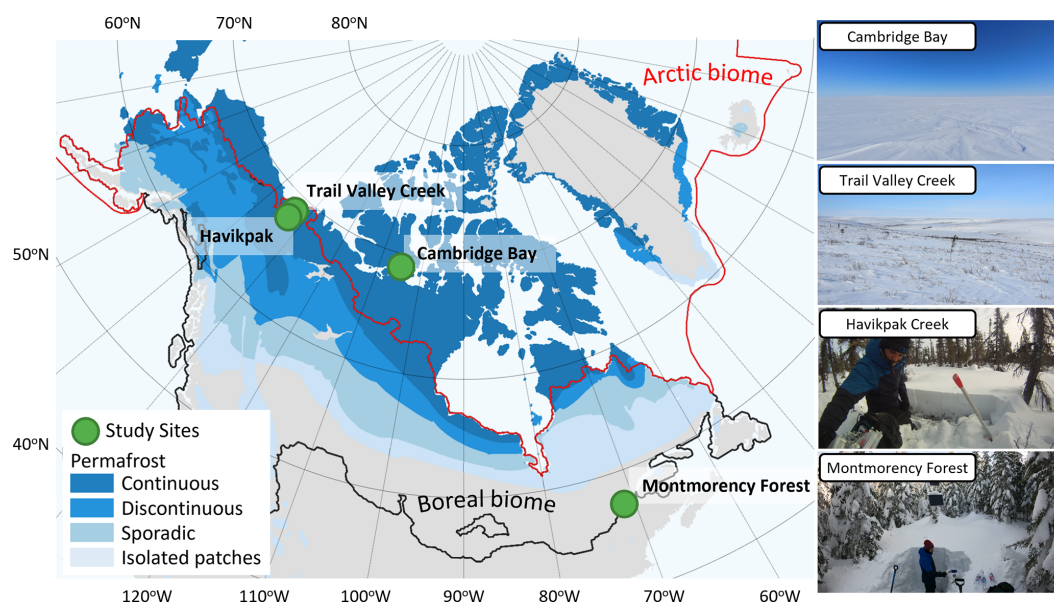 60°N
70°N
80°N
Arctic biome
Trail Valley Creek
Havikpak
Cambridge Bay
50°N
40°N
Study Sites
Permafrost
Continuous
Discontinuous
Sporadic
Isolated patches
Boreal biome
Montmorency Forest
120°W
110°W
100°W
90°W
80°W
70°W
60°W
Cambridge Bay
Trail Valley Creek
Havikpak Creek
Montmorency Forest